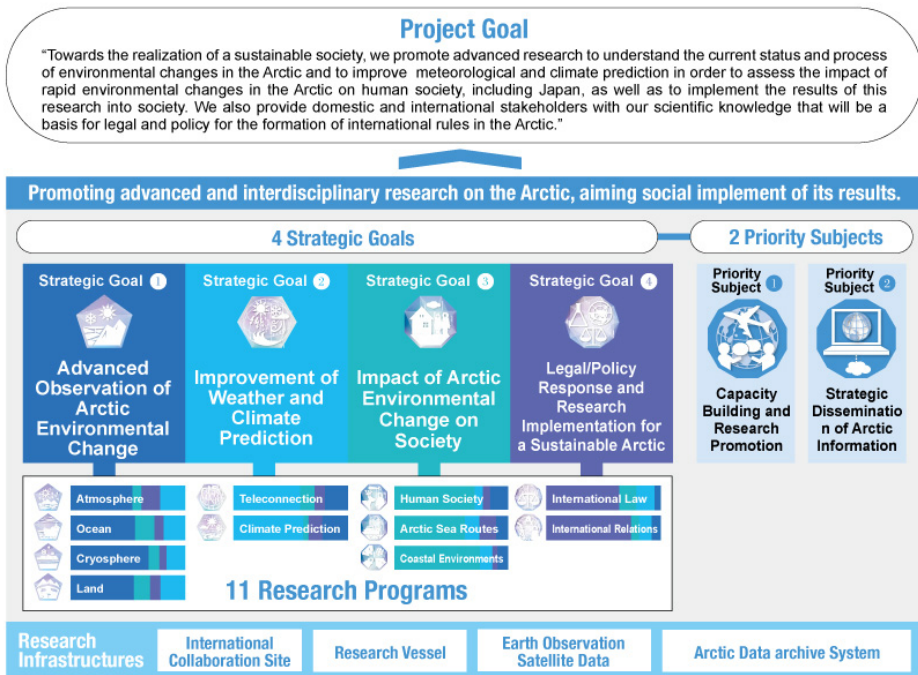 Project Goal
“Towards the realization of a sustainable society, we promote advanced research to understand the current status and process
of environmental changes in the Arctic and to improve meteorological and climate prediction in order to assess the impact of
rapid environmental changes in the Arctic on human society, including Japan, as well as to implement the results of this
research into society. We also provide domestic and international stakeholders with our scientific knowledge that will be a
basis for legal and policy for the formation of international rules in the Arctic.”
Promoting advanced and interdisciplinary research on the Arctic, aiming social implement of its results.
4 Strategic Goals
2 Priority Subjects
Strategic Goal 1
Advanced
Observation of
Arctic
Environmental
Change
Strategic Goal 2
Improvement of
Weather and
Climate
Prediction
Strategic Goal 3
Impact of Arctic
Environmental
Change on
Society
Strategic Goal 4
Legal/Policy
Response and
Research
Implementation for
a Sustainable Arctic
Priority
Subject 1
Capacity
Building and
Research
Promotion
Priority
Subject 2
Strategic
Disseminatio
n of Arctic
Information
Atmosphere
Ocean
Cryosphere
Land
Teleconnection
Climate Prediction
Human Society
Arctic Sea Routes
Coastal Environments
International Law
International Relations
11 Research Programs
Research
Infrastructures
International
Collaboration Site
Research Vessel
Earth Observation
Satellite Data
Arctic Data archive System